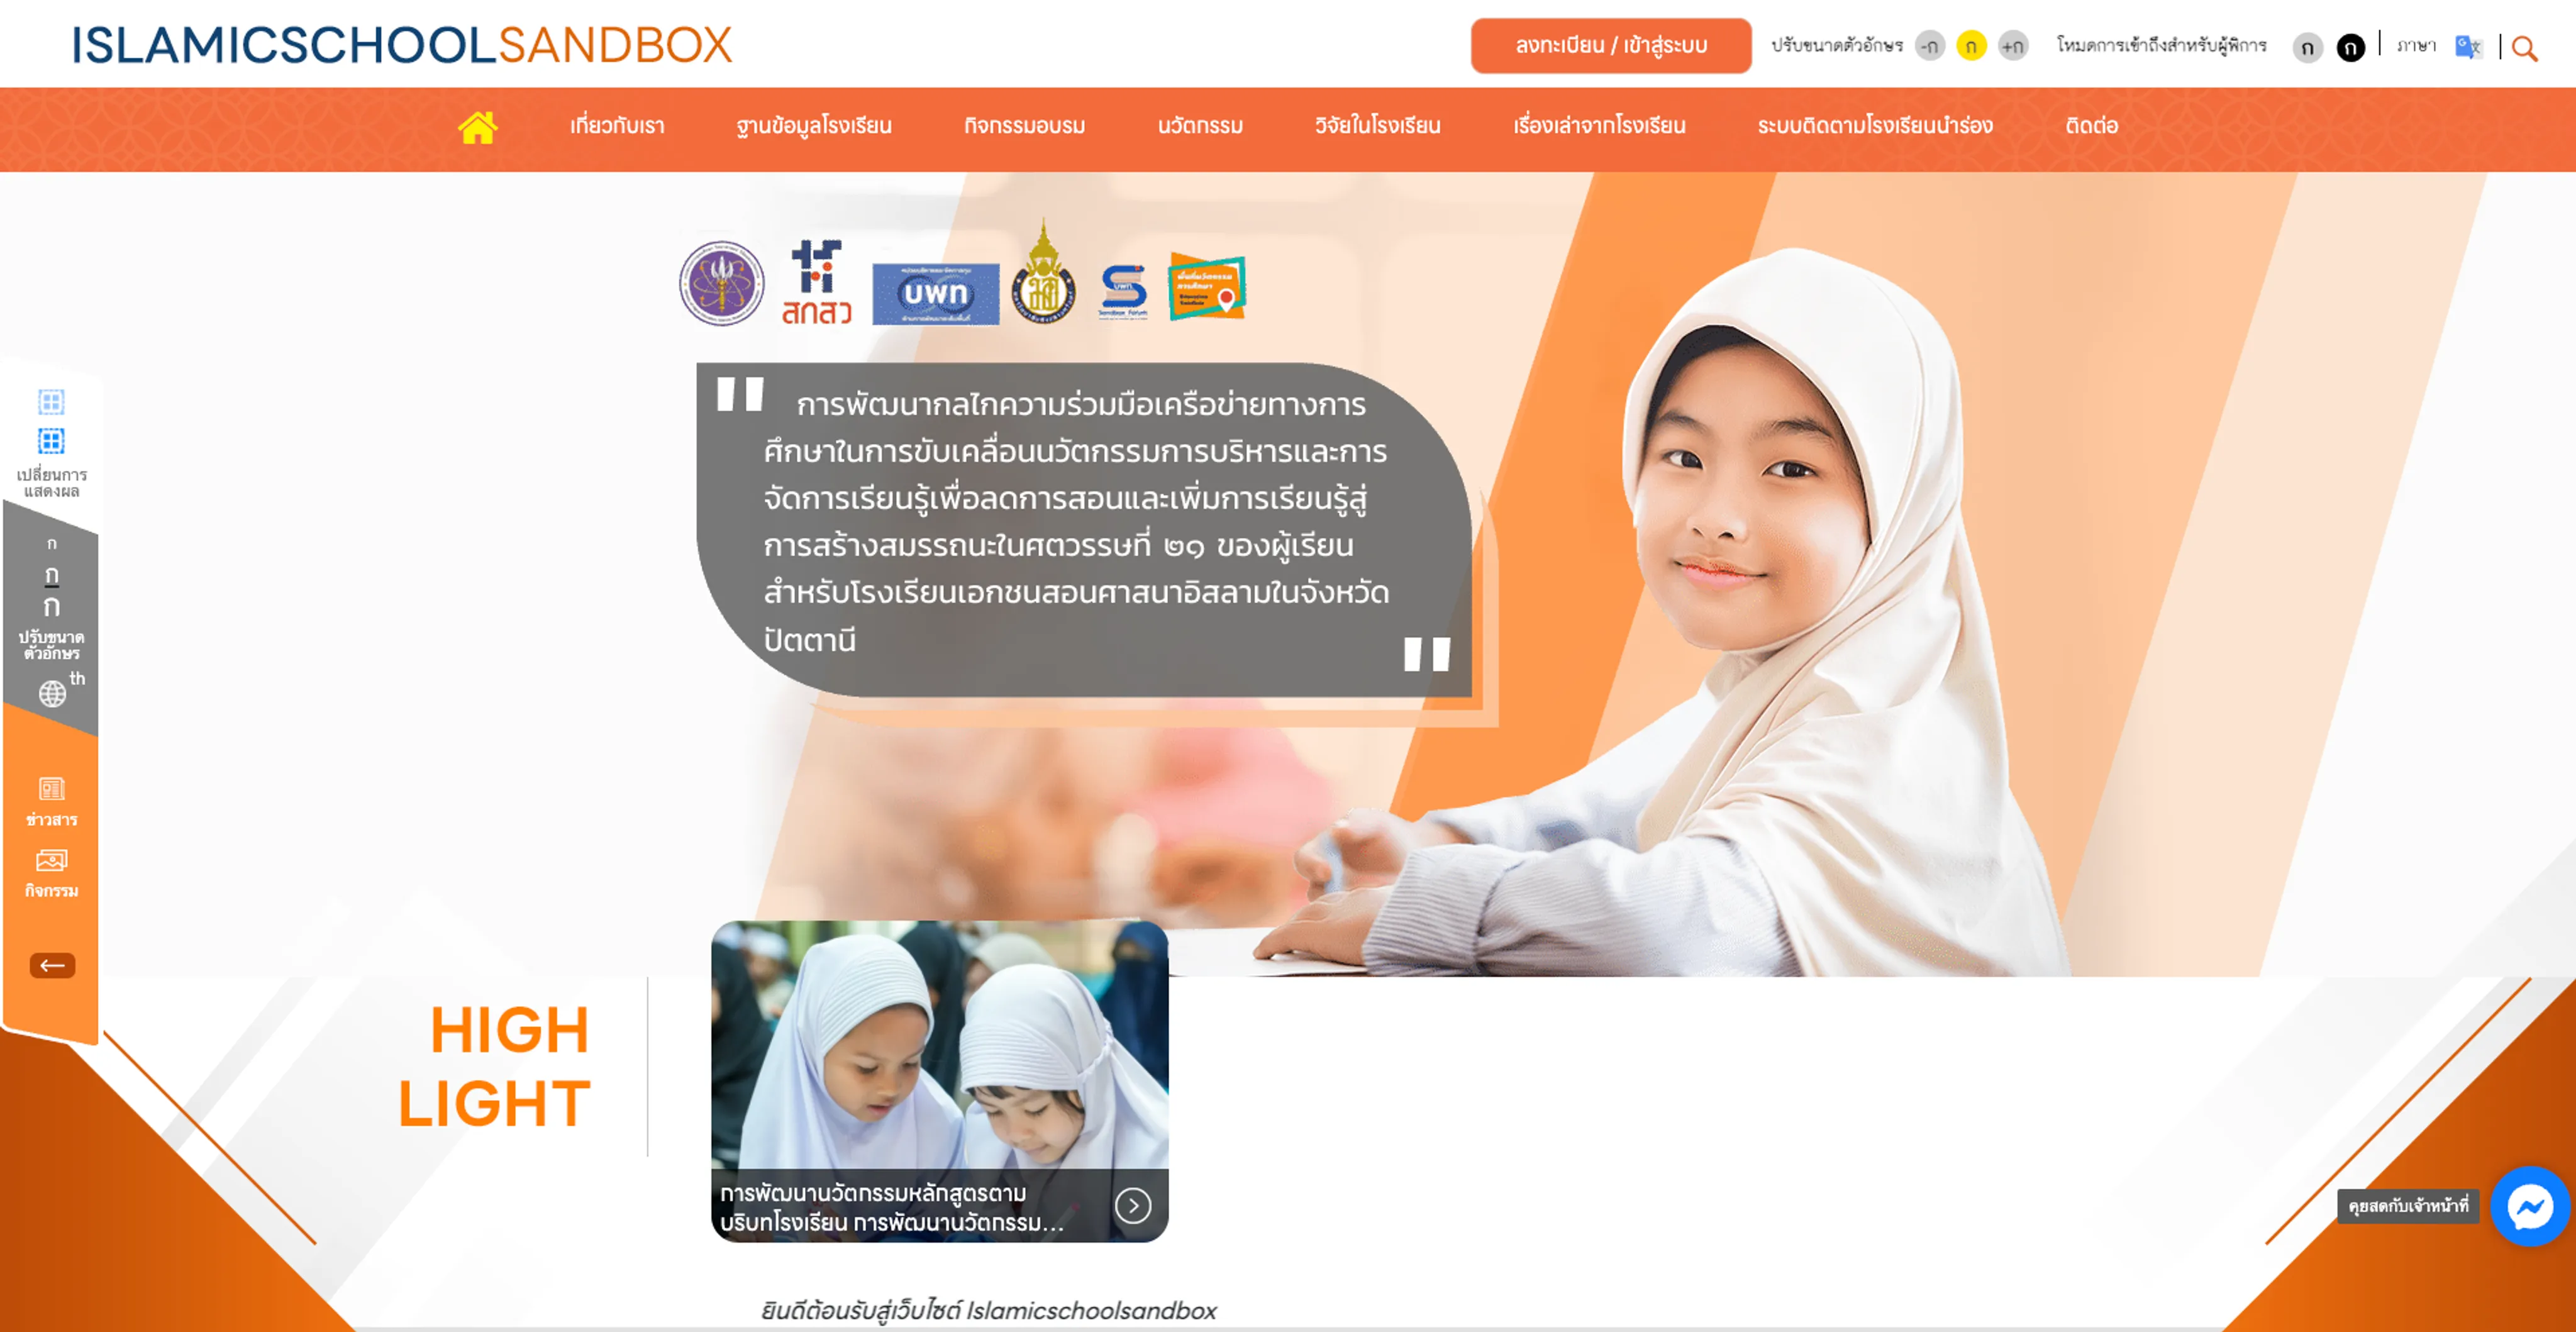 ISLAMICSCHOOLSANDBOX
ลงทะเบียน / เข้าสู่ระบบ
ปรับขนาดตัวอักษร -ก ก +ก
โหมดการเข้าถึงสำหรับผู้พิการ ก ก
ภาษา
เกี่ยวกับเรา ฐานข้อมูลโรงเรียน กิจกรรมอบรม นวัตกรรม วิจัยในโรงเรียน เรื่องเล่าจากโรงเรียน ระบบติดตามโรงเรียนนำร่อง ติดต่อ
สกสว
บพท
" การพัฒนากลไกความร่วมมือเครือข่ายทางการ
ศึกษาในการขับเคลื่อนนวัตกรรมการบริหารและการ
จัดการเรียนรู้เพื่อลดการสอนและเพิ่มการเรียนรู้สู่
การสร้างสมรรถนะในศตวรรษที่ ๒๑ ของผู้เรียน
สำหรับโรงเรียนเอกชนสอนศาสนาอิสลามในจังหวัด
ปัตตานี "
เปลี่ยนการ
แสดงผล
ก
ก
ก
ปรับขนาด
ตัวอักษร
th
ข่าวสาร
กิจกรรม
HIGH
LIGHT
การพัฒนานวัตกรรมหลักสูตรตาม
บริบทโรงเรียน การพัฒนานวัตกรรม...
คุยสดกับเจ้าหน้าที่
ยินดีต้อนรับสู่เว็บไซต์ Islamicschoolsandbox